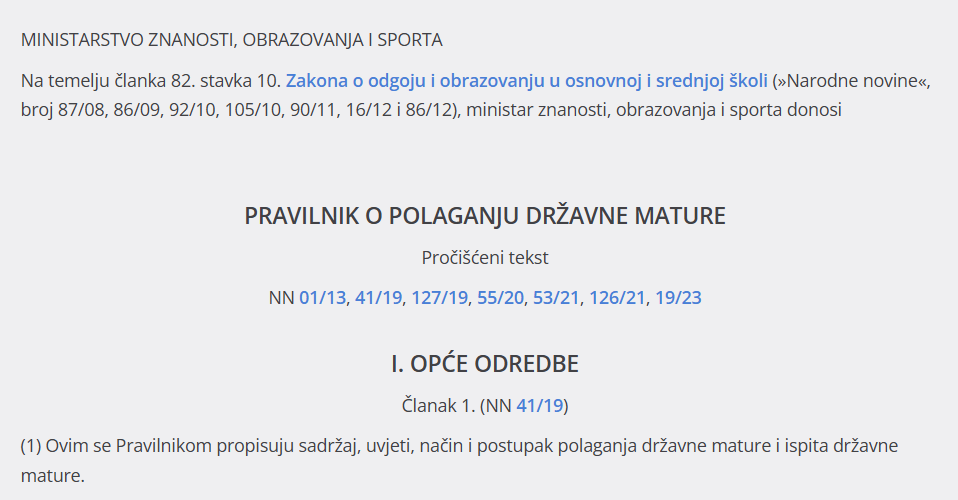 MINISTARSTVO ZNANOSTI, OBRAZOVANJA I SPORTA
Na temelju članka 82. stavka 10. Zakona o odgoju i obrazovanju u osnovnoj i srednjoj školi (»Narodne novine«,
broj 87/08, 86/09, 92/10, 105/10, 90/11, 16/12 i 86/12), ministar znanosti, obrazovanja i sporta donosi
PRAVILNIK O POLAGANJU DRŽAVNE MATURE
Pročišćeni tekst
NN 01/13, 41/19, 127/19, 55/20, 53/21, 126/21, 19/23
I. OPĆE ODREDBE
Članak 1. (NN 41/19)
(1) Ovim se Pravilnikom propisuju sadržaj, uvjeti, način i postupak polaganja državne mature i ispita državne
mature.